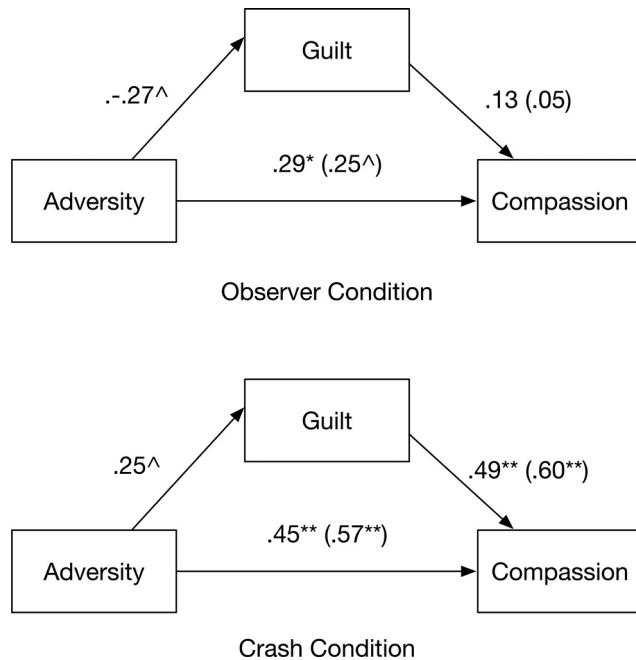 Guilt
.-.27^
.13 (.05)
.29* (.25^)
Adversity
Compassion
Observer Condition
Guilt
.25^
.49** (.60**)
.45** (.57**)
Adversity
Compassion
Crash Condition